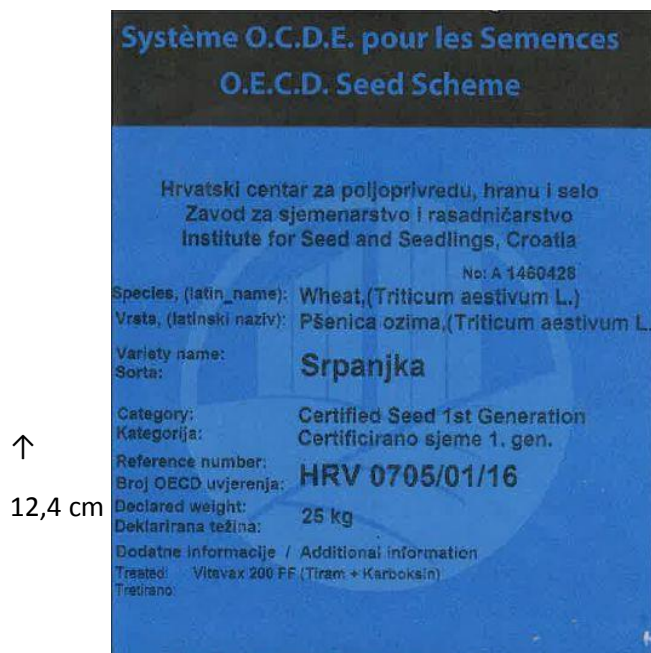 Système O.C.D.E. pour les Semences
O.E.C.D. Seed Scheme
Hrvatski centar za poljoprivredu, hranu i selo
Zavod za sjemenarstvo i rasadničarstvo
Institute for Seed and Seedlings, Croatia
No: A 1460428
Species, (latin_name): Wheat,(Triticum aestivum L.)
Vrsta, (latinski naziv): Pšenica ozima,(Triticum aestivum L.
Variety name:
Sorta: Srpanjka
Category: Certified Seed 1st Generation
Kategorija: Certificirano sjeme 1. gen.
Reference number:
Broj OECD uvjerenja: HRV 0705/01/16
Declared weight:
Deklarirana težina: 25 kg
Dodatne informacije / Additional information
Treated: Vitavax 200 FF (Tiram + Karboksin)
Tretirano:
↑
12,4 cm